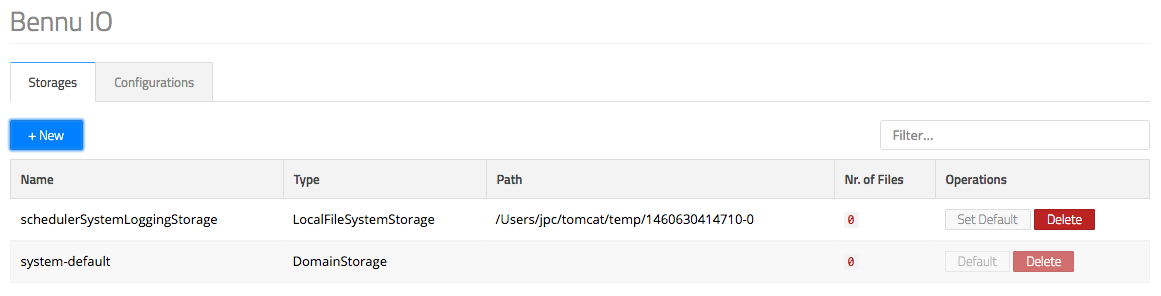 Bennu IO
Storages Configurations
+ New Filter...
Name Type Path Nr. of Files Operations
schedulerSystemLoggingStorage LocalFileSystemStorage /Users/jpc/tomcat/temp/1460630414710-0 0 Set Default Delete
system-default DomainStorage 0 Default Delete